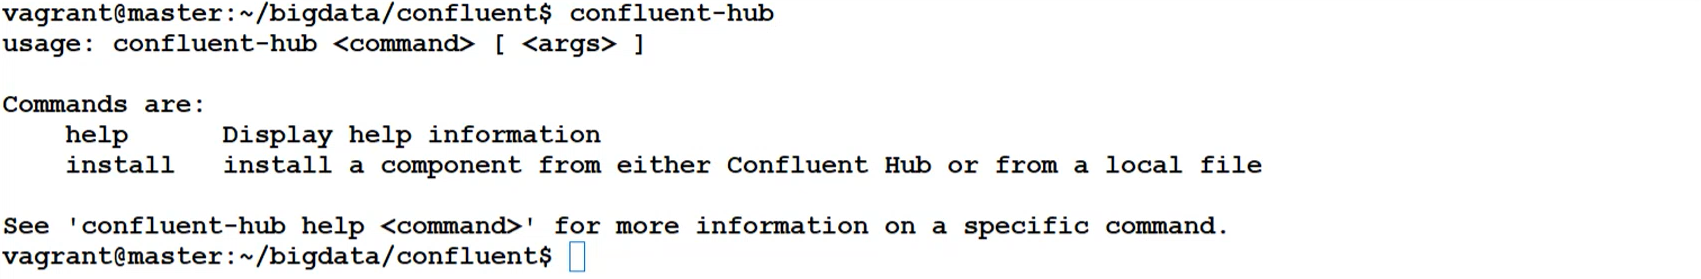 vagrant@master:~/bigdata/confluent$ confluent-hub
usage: confluent-hub <command> [ <args> ]
Commands are:
help Display help information
install install a component from either Confluent Hub or from a local file
See 'confluent-hub help <command>' for more information on a specific command.
vagrant@master:~/bigdata/confluent$